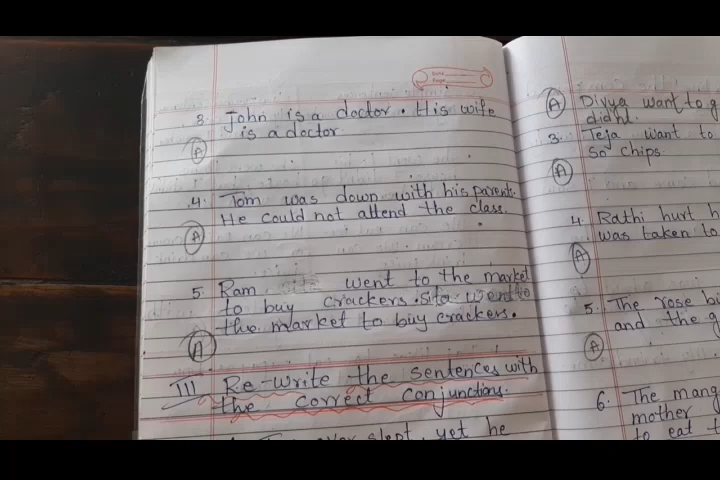 3. John is a doctor. His wife
is a doctor
A
4. Tom was down with his parents.
He could not attend the class.
A
5. Ram went to the market
to buy crackers. Sita went to
the market to buy crackers.
A
III Re-write the sentences with
the correct conjunctions.
slept, yet he
A Divya want to
didn't.
3. Teja want to
so chips.
A
4. Rathi hurt
was taken to
A
5. The rose
and the
A
6. The
mother
to eat